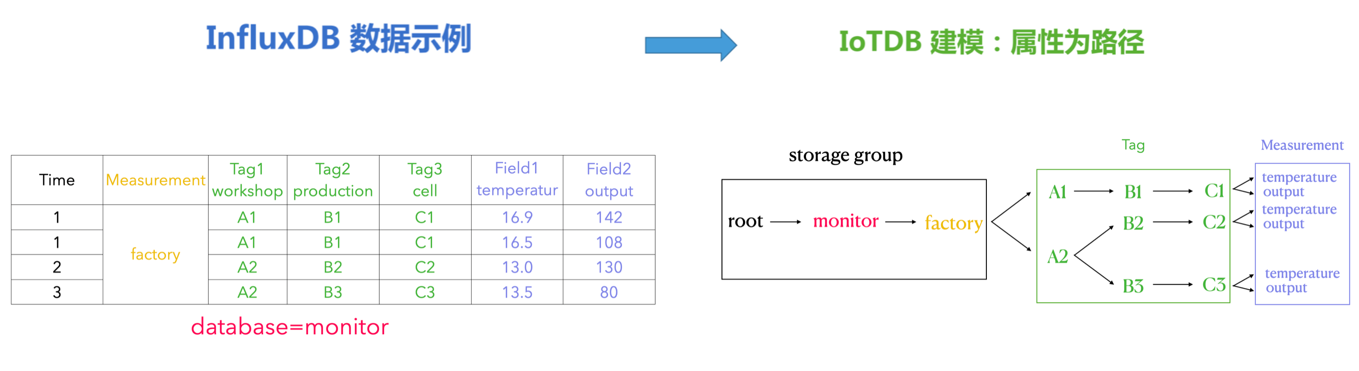 InfluxDB 数据示例
IoTDB 建模：属性为路径
Time Measurement Tag1 workshop Tag2 production Tag3 cell Field1 temperatur Field2 output
1 A1 B1 C1 16.9 142
1 A1 B1 C1 16.5 108
factory
2 A2 B2 C2 13.0 130
3 A2 B3 C3 13.5 80
database=monitor
storage group
root monitor factory
Tag
Measurement
A1 B1 C1 temperature
output
B2 C2 temperature
output
A2
B3 C3 temperature
output